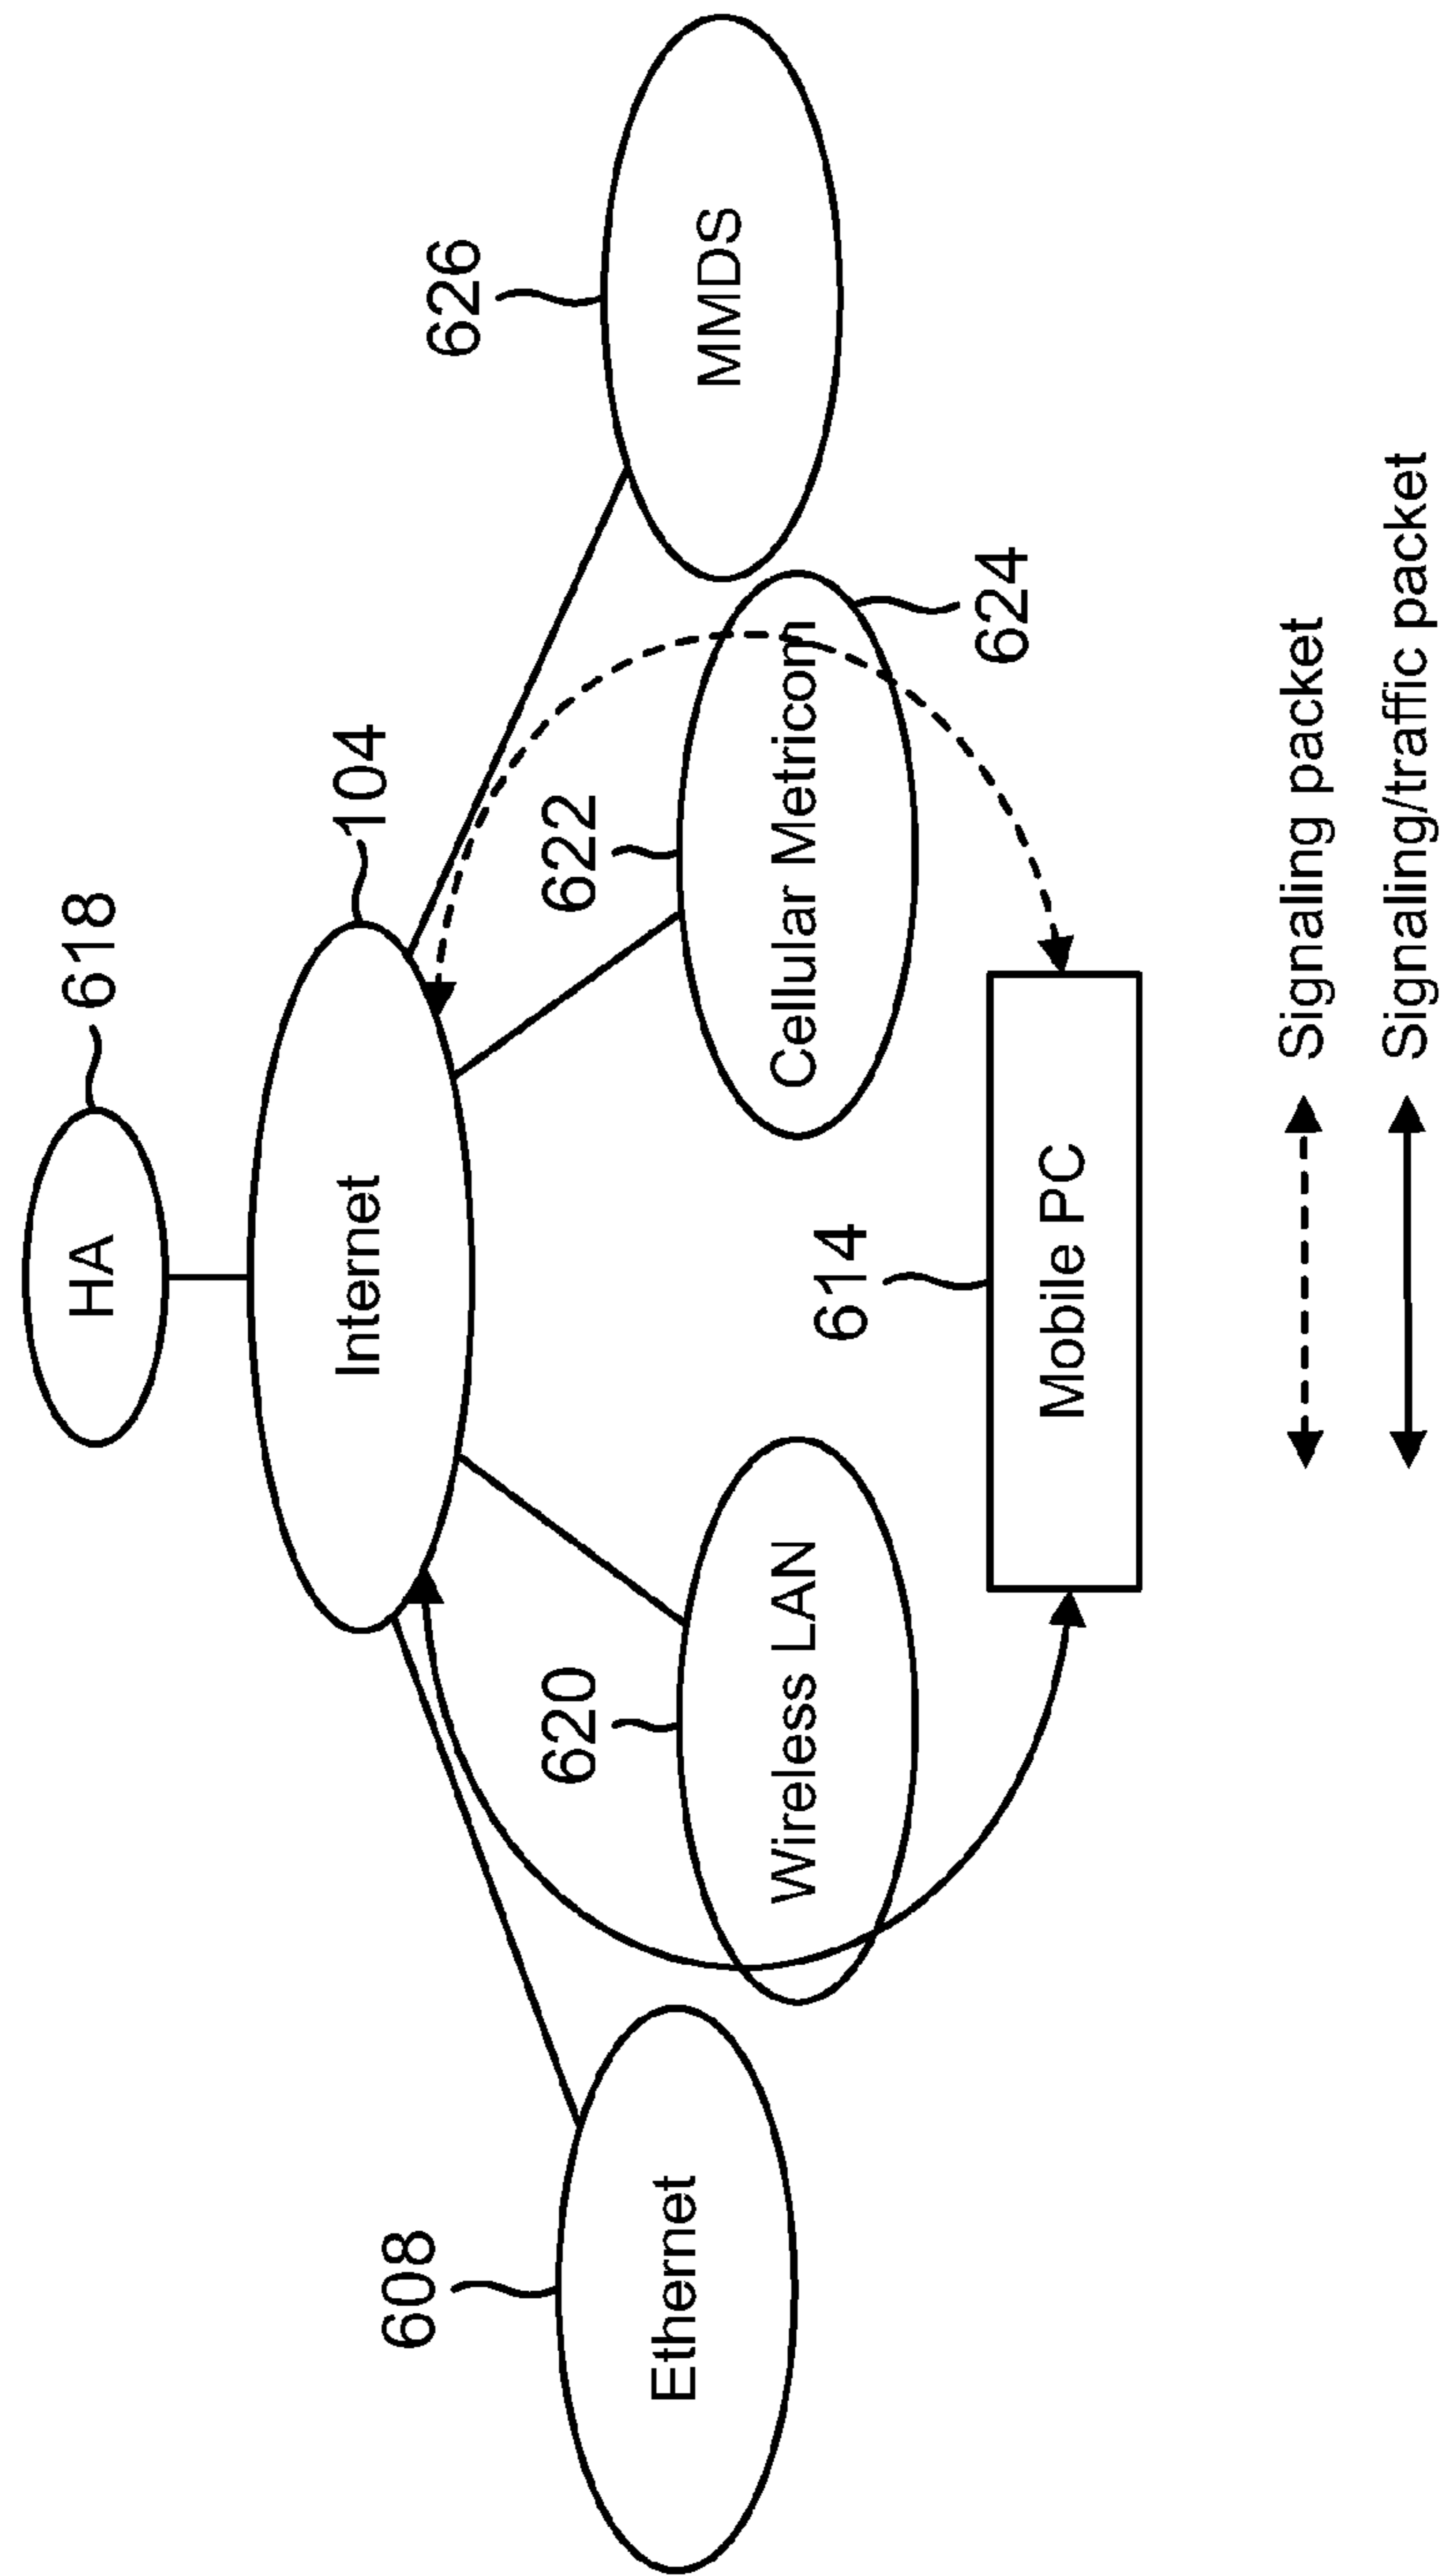 HA
618
Internet
104
626
608
620
622
MMDS
Ethernet
Wireless LAN
Cellular Metricom
624
614
Mobile PC
Signaling packet
Signaling/traffic packet